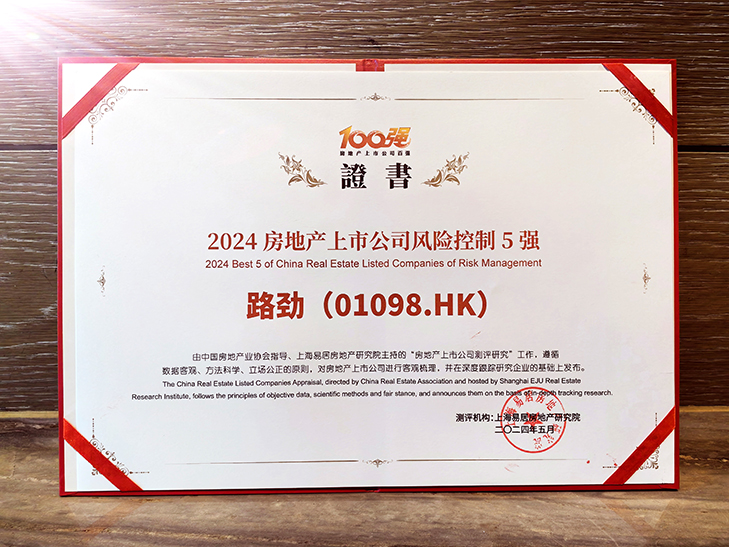 100强
房地产上市公司百强
證書
2024 房地产上市公司风险控制 5 强
2024 Best 5 of China Real Estate Listed Companies of Risk Management
路劲（01098.HK）
由中国房地产业协会指导、上海易居房地产研究院主持的“房地产上市公司测评研究”工作，遵循
数据客观、方法科学、立场公正的原则，对房地产上市公司进行客观梳理，并在深度跟踪研究企业的基础上发布。
The China Real Estate Listed Companies Appraisal, directed by China Real Estate Association and hosted by Shanghai EJU Real Estate
Research Institute, follows the principles of objective data, scientific methods and fair stance, and announces them on the basis of in-depth tracking research.
测评机构：上海易居房地产研究院
二〇二四年五月